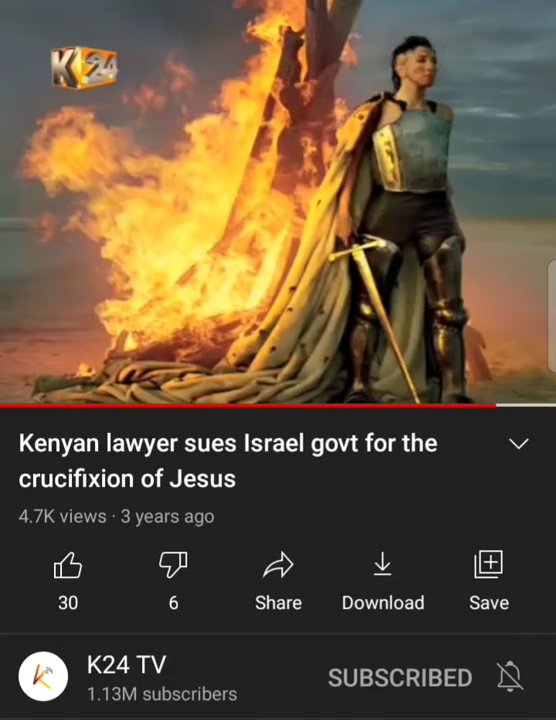 K24
Kenyan lawyer sues Israel govt for the
crucifixion of Jesus
4.7K views · 3 years ago
30
6
Share
Download
Save
K24
K24 TV
1.13M subscribers
SUBSCRIBED